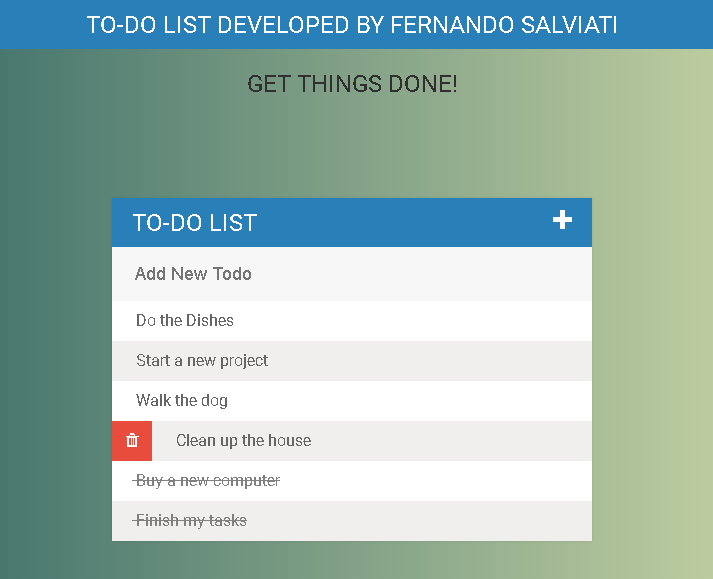 TO-DO LIST DEVELOPED BY FERNANDO SALVIATI
GET THINGS DONE!
TO-DO LIST
Add New Todo
Do the Dishes
Start a new project
Walk the dog
Clean up the house
Buy a new computer
Finish my tasks